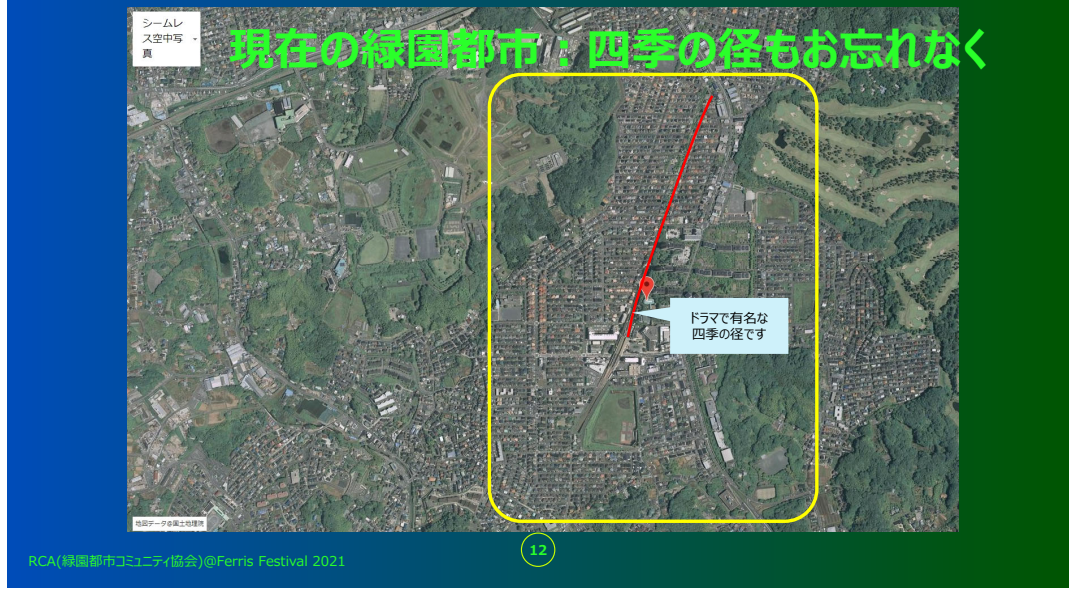 シームレ
ス空中写
真
現在の緑園都市：四季の径もお忘れなく
ドラマで有名な
四季の径です
地図データ©国土地理院
12
RCA(緑園都市コミュニティ協会)@Ferris Festival 2021